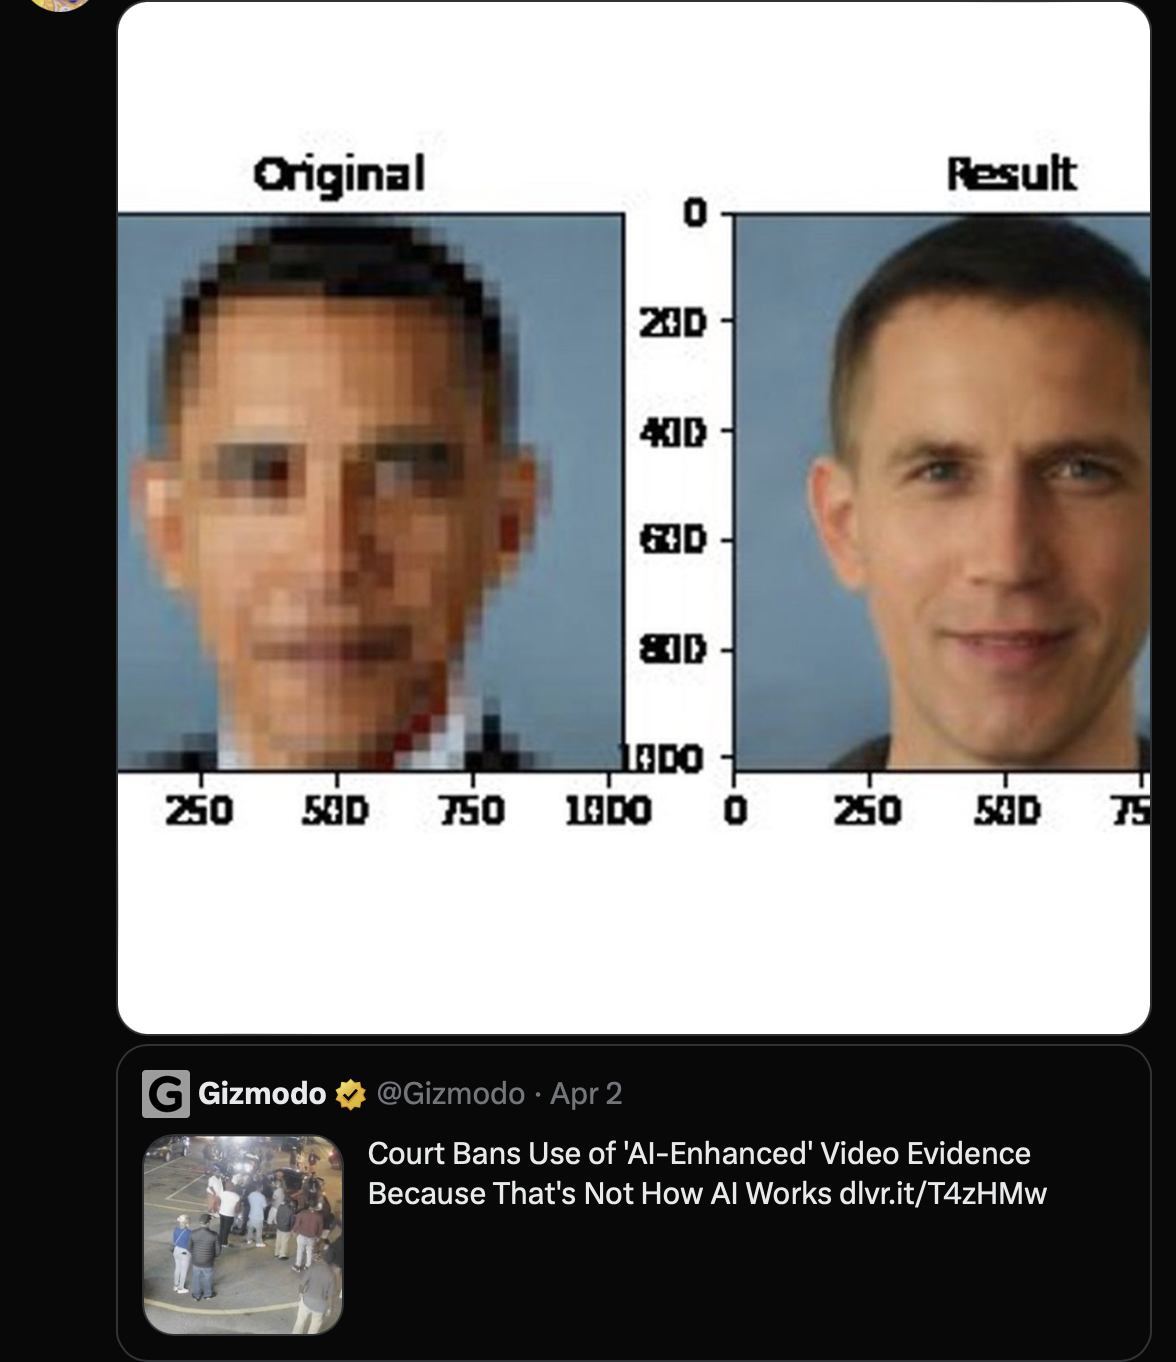 Original
Result
0
200
400
600
800
1000
250 500 750 1000
0 250 500 75
G Gizmodo @Gizmodo · Apr 2
Court Bans Use of 'AI-Enhanced' Video Evidence
Because That's Not How AI Works dlvr.it/T4zHMw